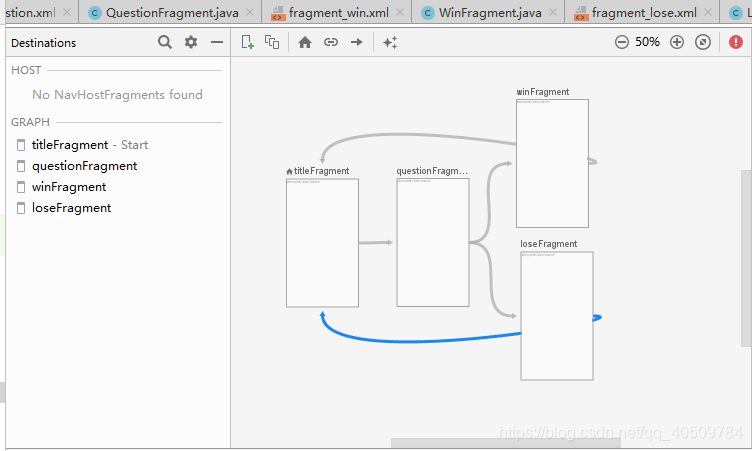 stion.xml × QuestionFragment.java × fragment_win.xml × WinFragment.java × fragment_lose.xml × L
Destinations
50%
HOST
No NavHostFragments found
GRAPH
titleFragment - Start
questionFragment
winFragment
loseFragment
winFragment
titleFragment
questionFragm...
loseFragment
https://blog.csdn.net/qq_40509784